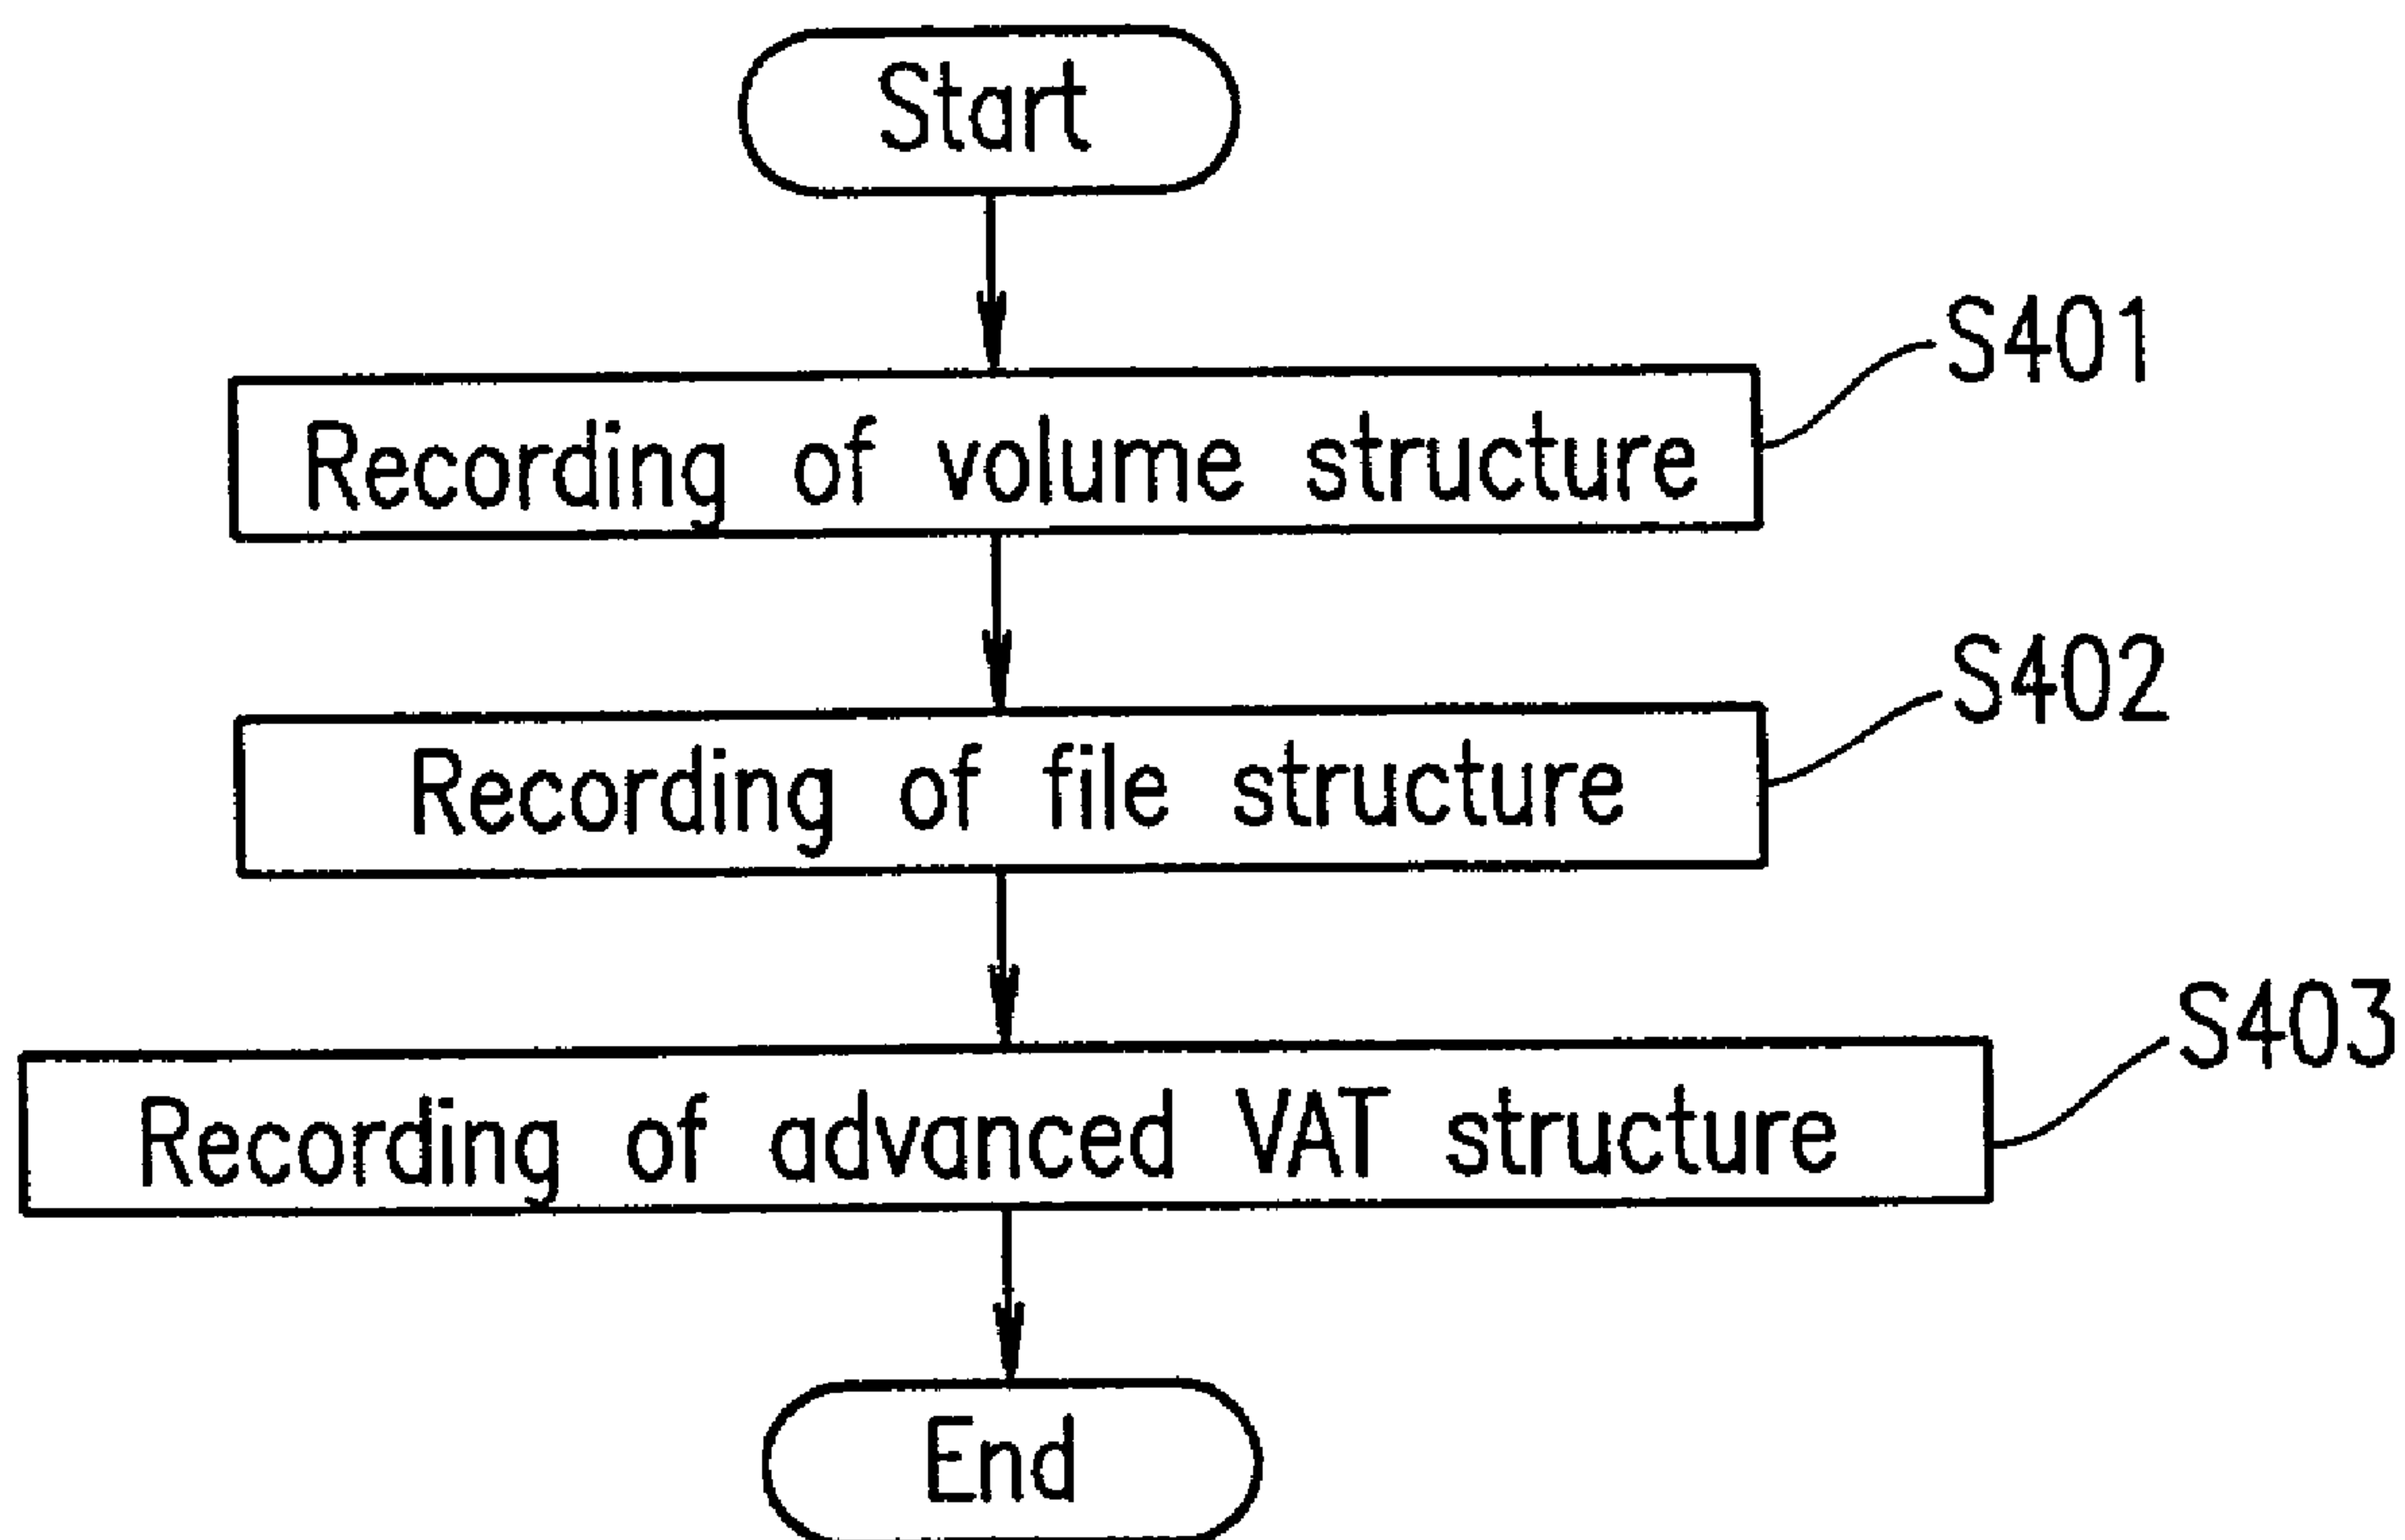 Start
S401
Recording of volume structure
S402
Recording of file structure
S403
Recording of advanced VAT structure
End